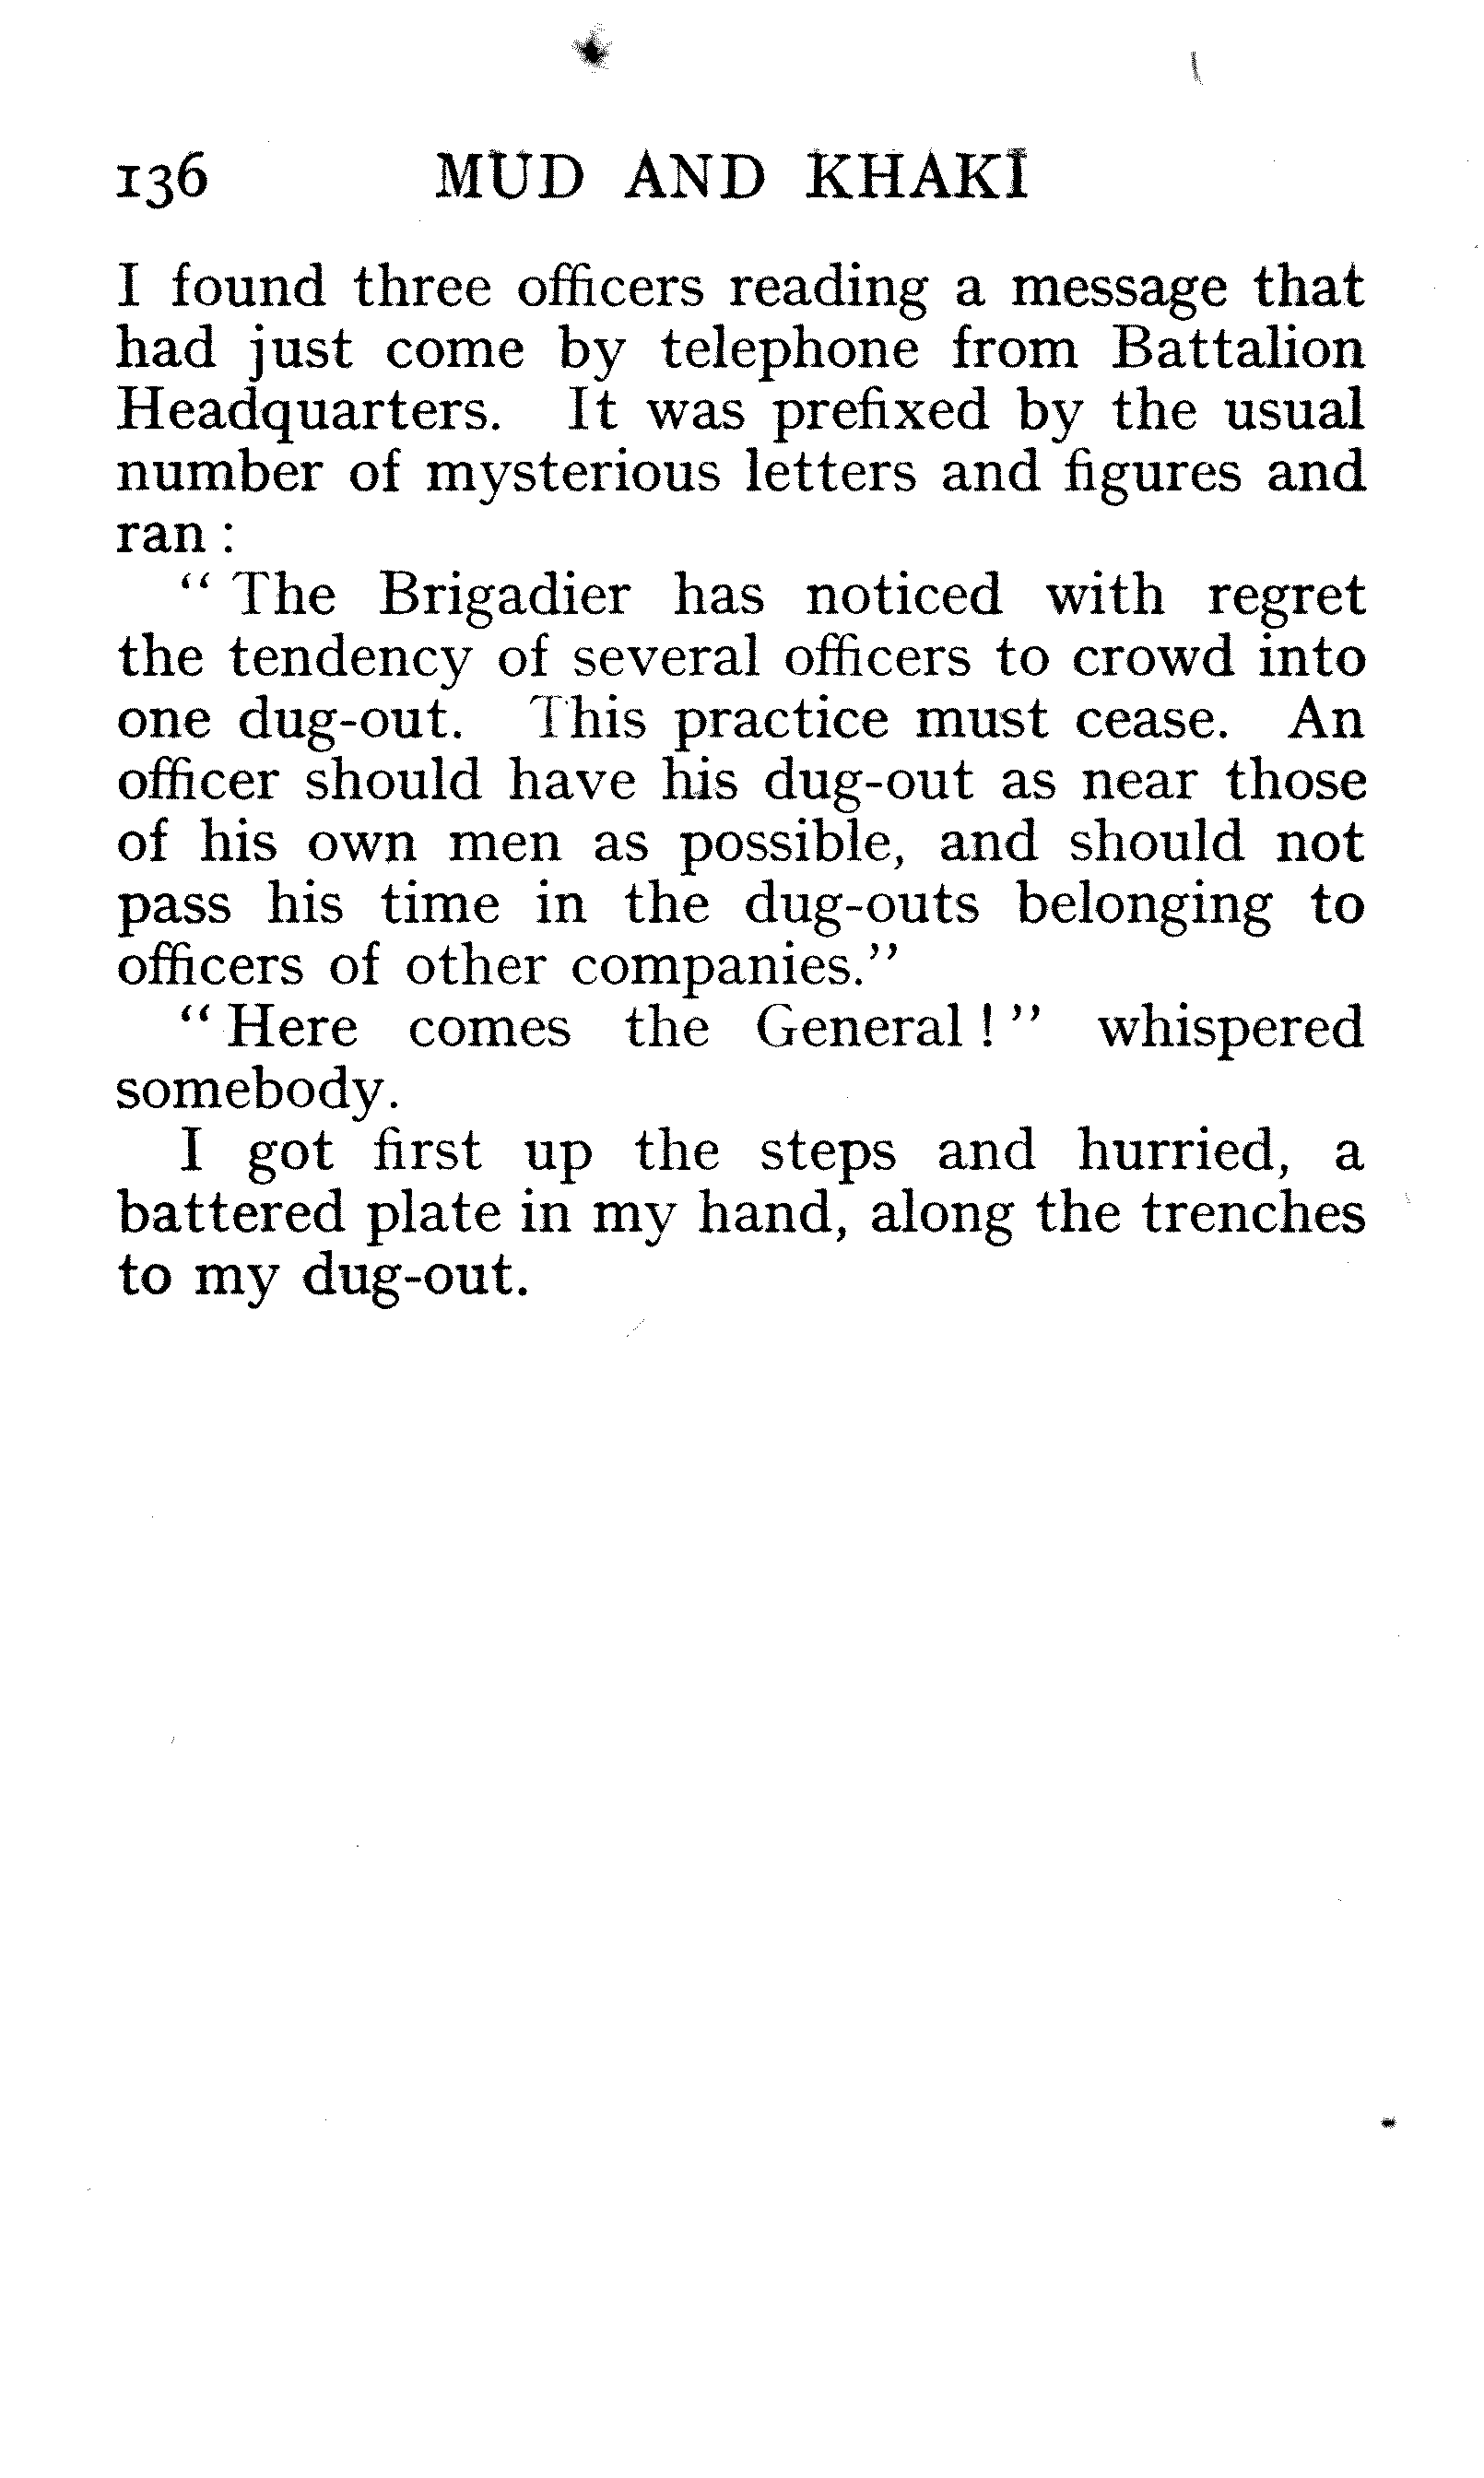 136 MUD AND KHAKI
I found three officers reading a message that
had just come by telephone from Battalion
Headquarters. It was prefixed by the usual
number of mysterious letters and figures and
ran :
“ The Brigadier has noticed with regret
the tendency of several officers to crowd into
one dug-out. This practice must cease. An
officer should have his dug-out as near those
of his own men as possible, and should not
pass his time in the dug-outs belonging to
officers of other companies.”
“ Here comes the General ! ” whispered
somebody.
I got first up the steps and hurried, a
battered plate in my hand, along the trenches
to my dug-out.